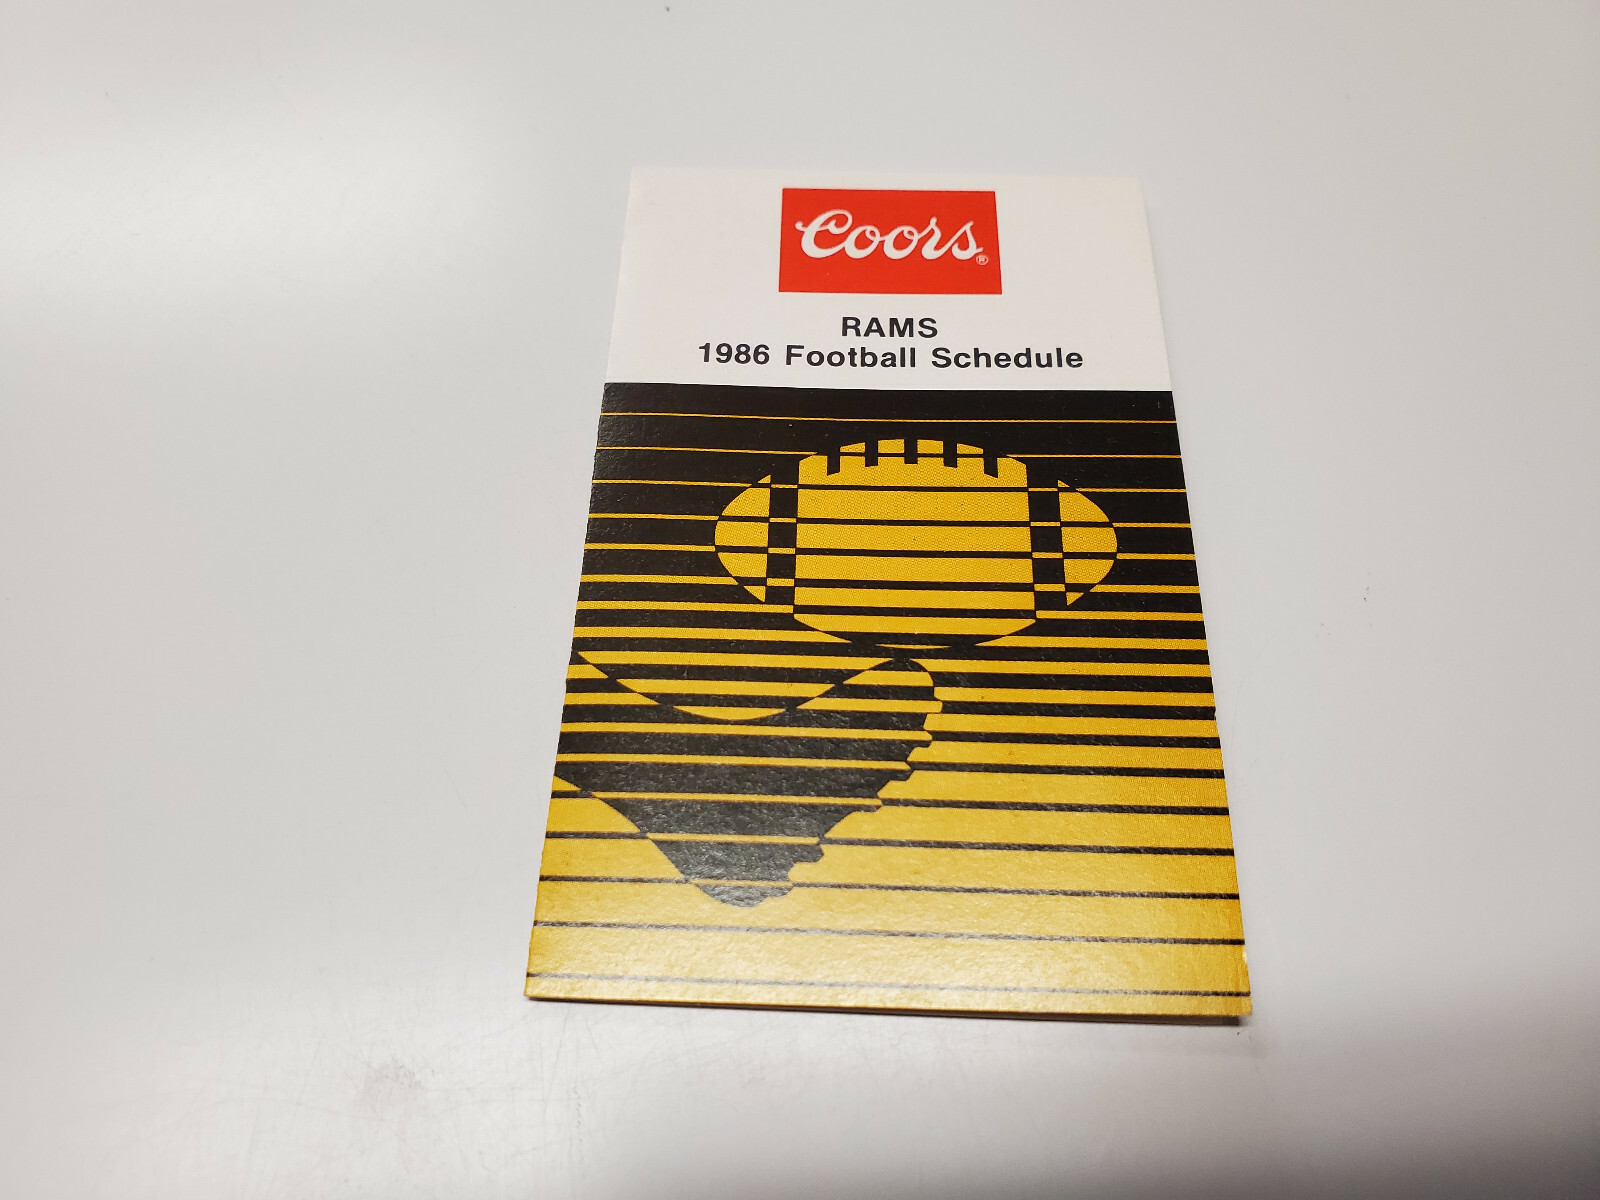 Coors®
RAMS
1986 Football Schedule